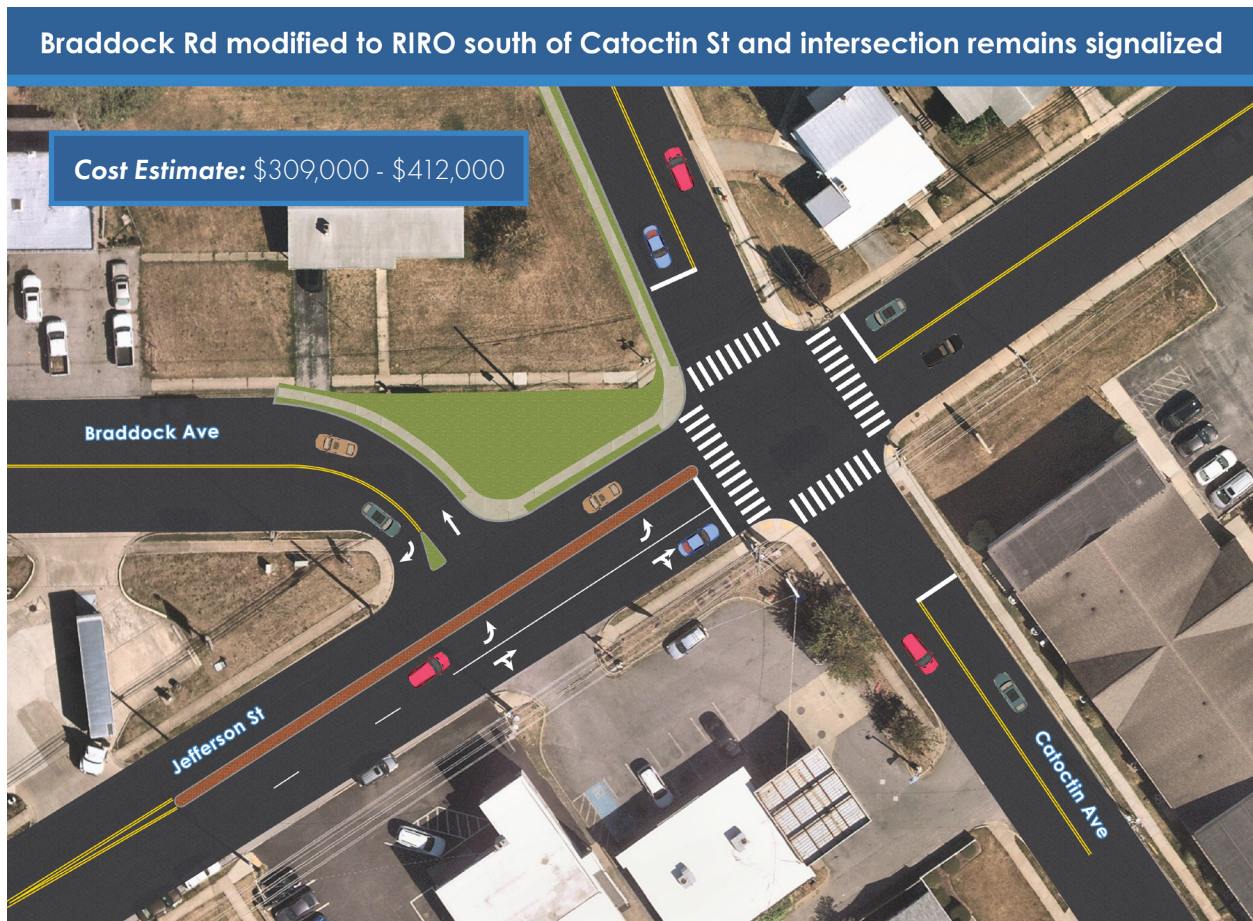 Braddock Rd modified to RIRO south of Catoctin St and intersection remains signalized
Cost Estimate: $309,000 - $412,000
Braddock Ave
Jefferson St
Catoctin Ave